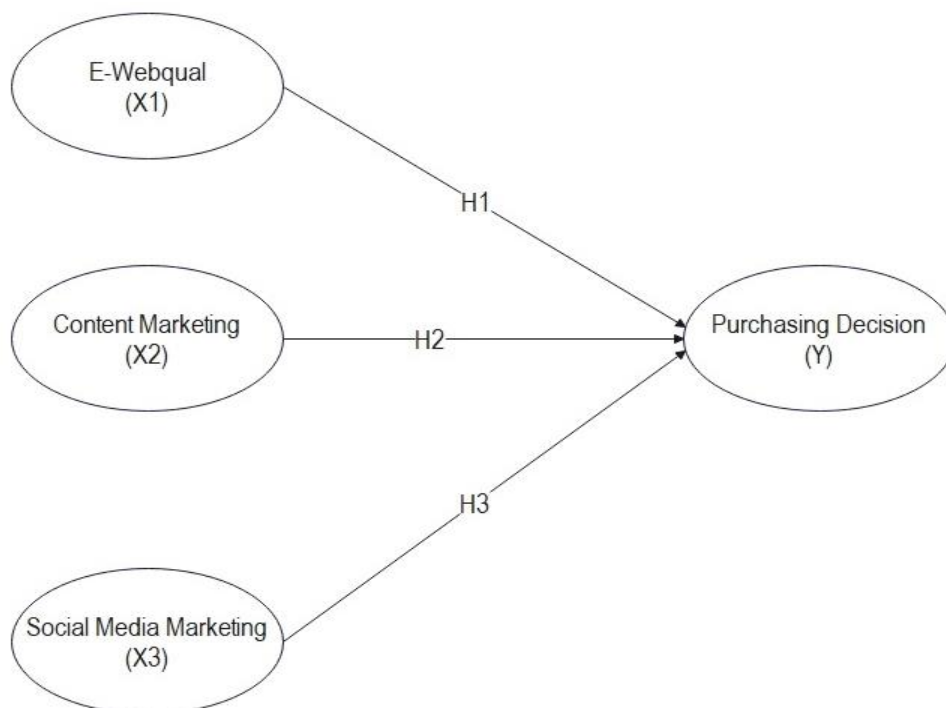 E-Webqual
(X1)
H1
Content Marketing
(X2)
H2
Purchasing Decision
(Y)
H3
Social Media Marketing
(X3)